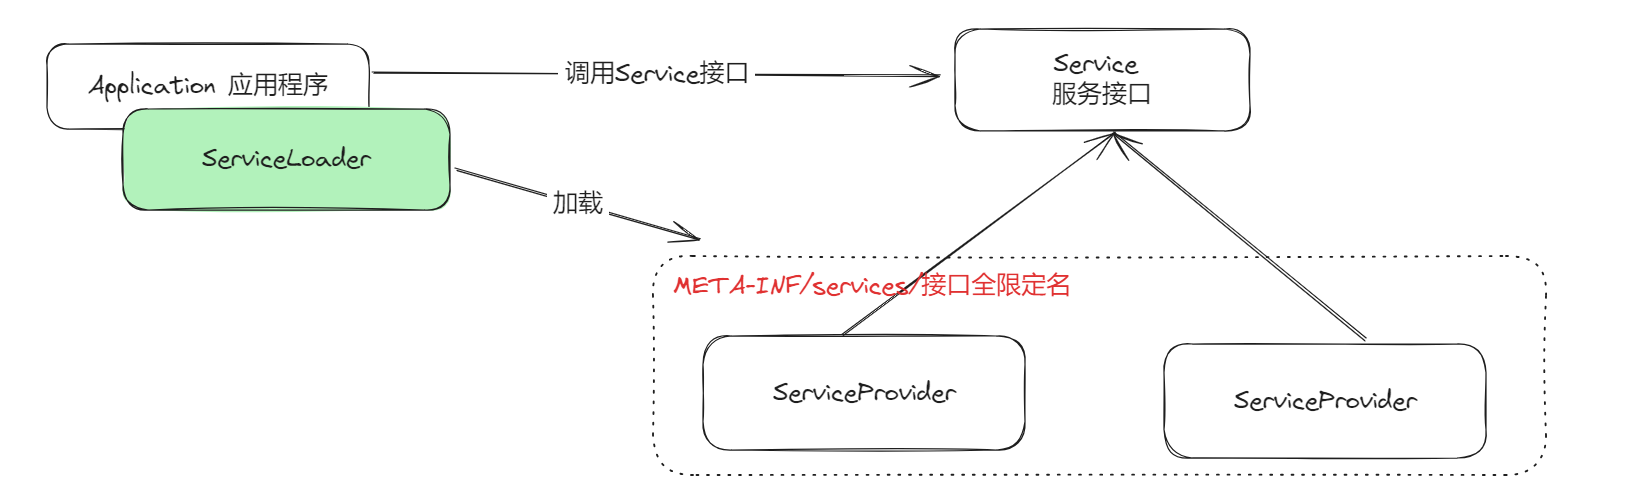 Application 应用程序
调用Service接口
Service
服务接口
ServiceLoader
加载
META-INF/services/接口全限定名
ServiceProvider
ServiceProvider